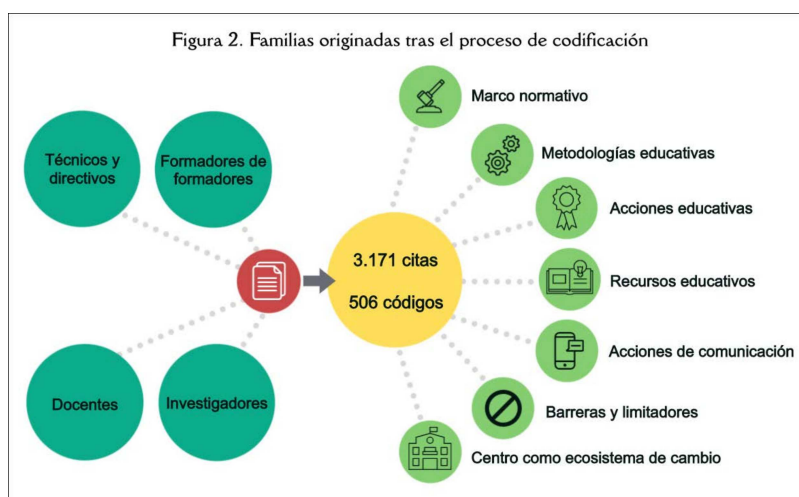 Figura 2. Familias originadas tras el proceso de codificación
Técnicos y
directivos
Formadores de
formadores
Docentes
Investigadores
3.171 citas
506 códigos
Marco normativo
Metodologías educativas
Acciones educativas
Recursos educativos
Acciones de comunicación
Barreras y limitadores
Centro como ecosistema de cambio